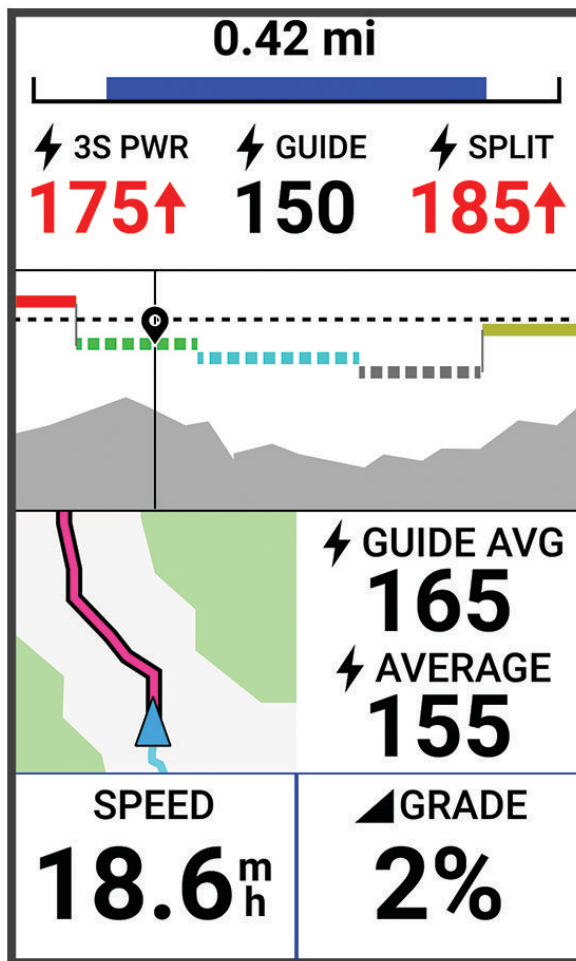 0.42 mi
3S PWR GUIDE SPLIT
175 150 185
GUIDE AVG
165
AVERAGE
155
SPEED GRADE
18.6 m/h 2%